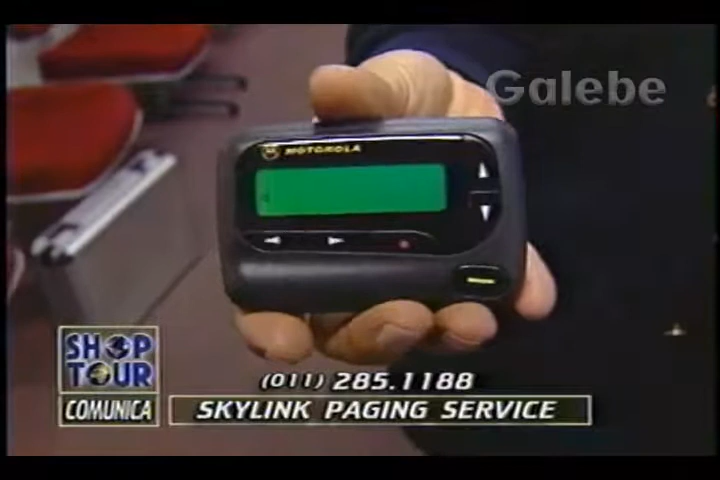 Galebe
MOTOROLA
SHOP
TOUR
COMUNICA
(011) 285.1188
SKYLINK PAGING SERVICE